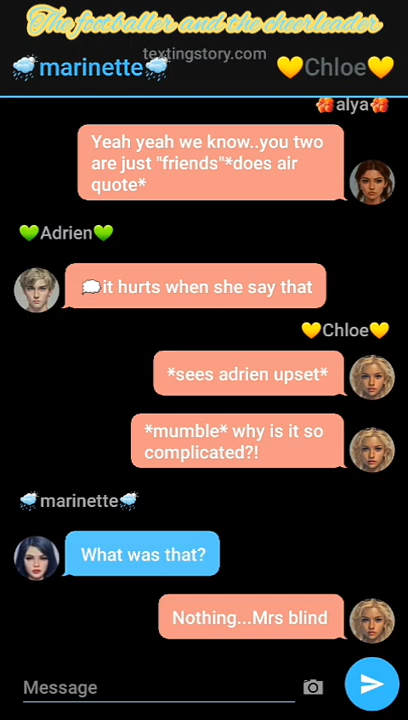 The footballer and the cheerleader
textingstory.com
🌧️marinette🌧️ 💛Chloe💛
🍁alya🍁
Yeah yeah we know..you two
are just "friends"*does air
quote*
💚Adrien💚
💭it hurts when she say that
💛Chloe💛
*sees adrien upset*
*mumble* why is it so
complicated?!
🌧️marinette🌧️
What was that?
Nothing...Mrs blind
Message